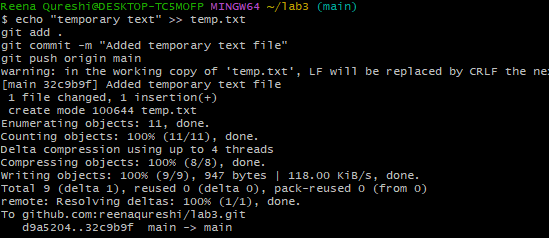 Reena Qureshi@DESKTOP-TC5MOFP MINGW64 ~/lab3 (main)
$ echo "temporary text" >> temp.txt
git add .
git commit -m "Added temporary text file"
git push origin main
warning: in the working copy of 'temp.txt', LF will be replaced by CRLF the ne
[main 32c9b9f] Added temporary text file
 1 file changed, 1 insertion(+)
 create mode 100644 temp.txt
Enumerating objects: 11, done.
Counting objects: 100% (11/11), done.
Delta compression using up to 4 threads
Compressing objects: 100% (8/8), done.
Writing objects: 100% (9/9), 947 bytes | 118.00 KiB/s, done.
Total 9 (delta 1), reused 0 (delta 0), pack-reused 0 (from 0)
remote: Resolving deltas: 100% (1/1), done.
To github.com:reenaqureshi/lab3.git
   d9a5204..32c9b9f  main -> main